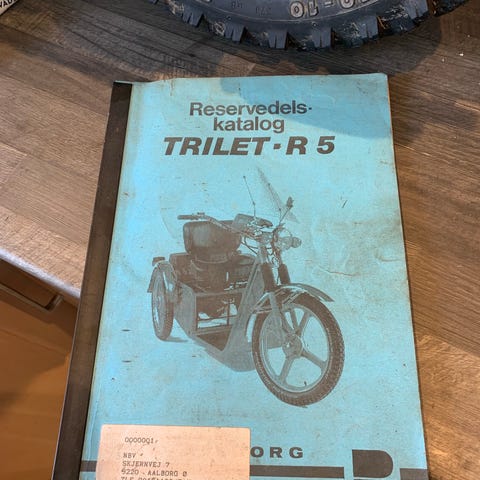 Reservedels-
katalog
TRILET-R 5
0000001
NBV
SKJERNVEJ 7
9220 AALBORG Ø
ORG